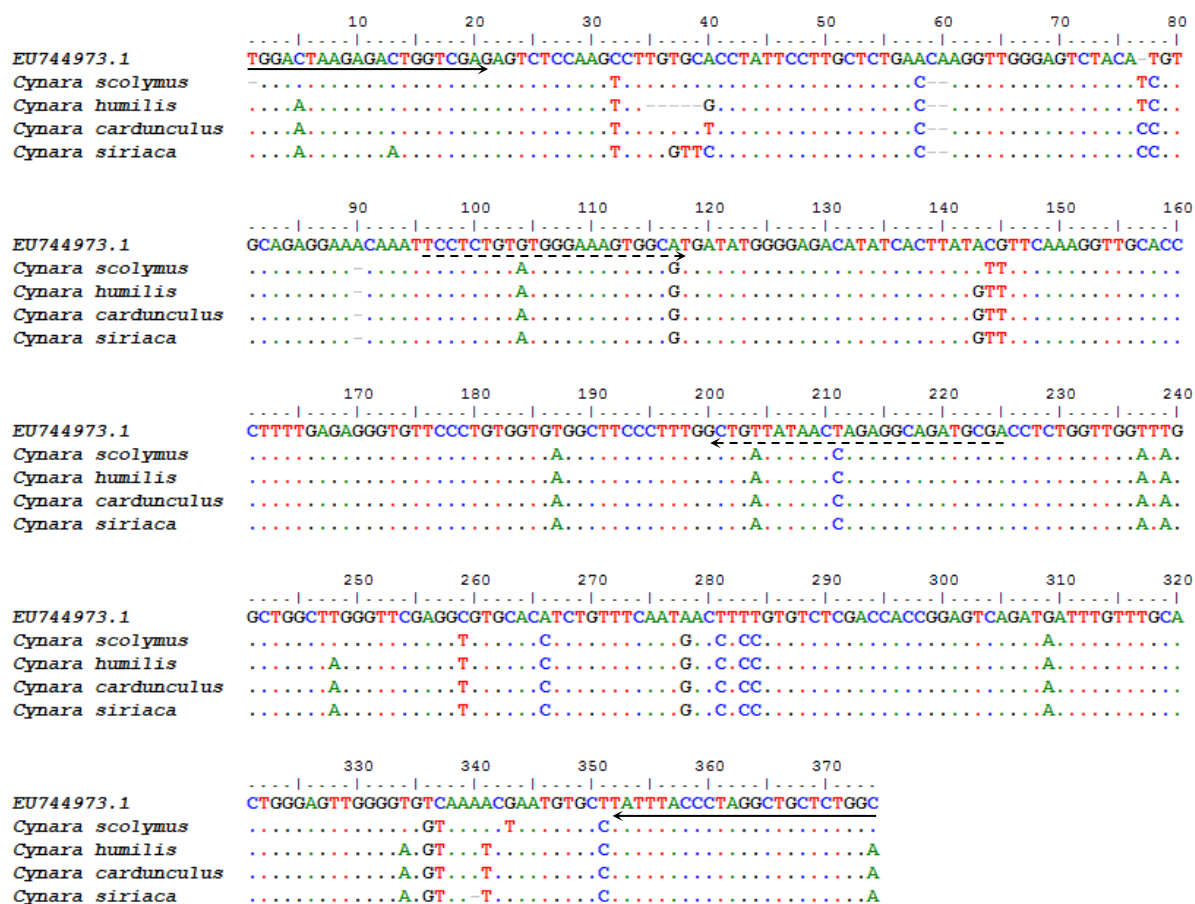 10 20 30 40 50 60 70 80
EU744973.1 TGGACTAAGAGACTGGTCGAGAGTCTCCAAGCCTTGTGCACCTATTCCTTGCTCTGAACAAGGTTGGGAGTCTACA-TGT
Cynara scolymus -..............................T.........................C--................TC..
Cynara humilis ....A..........................T..-----G.................C--................TC..
Cynara cardunculus ....A..........................T.......T.................C--................CC..
Cynara siriaca ....A.......A..................T....GTTC.................C--................CC..
90 100 110 120 130 140 150 160
EU744973.1 GCAGAGGAAACAAATTCCTCTGTGTGGGAAAGTGGCATGATATGGGGAGACATATCACTTATACGTTCAAAGGTTGCACC
Cynara scolymus .........-.............A............G..........................TT...............
Cynara humilis .........-.............A............G.........................GTT...............
Cynara cardunculus .........-.............A............G.........................GTT...............
Cynara siriaca .........-.............A............G.........................GTT...............
170 180 190 200 210 220 230 240
EU744973.1 CTTTTGAGAGGGTGTTCCCTGTGGTGTGGCTTCCCTTTGGCTGTTATAACTAGAGGCAGATGCGACCTCTGGTTGGTTTG
Cynara scolymus ..........................A................A......C.........................A.A.
Cynara humilis ..........................A................A......C.........................A.A.
Cynara cardunculus ..........................A................A......C.........................A.A.
Cynara siriaca ..........................A................A......C.........................A.A.
250 260 270 280 290 300 310 320
EU744973.1 GCTGGCTTGGGTTCGAGGCGTGCACATCTGTTTCAATAACTTTTGTGTCTCGACCACCGGAGTCAGATGATTTGTTTGCA
Cynara scolymus ..................T......C...........G..C.CC........................A...........
Cynara humilis .......A..........T......C...........G..C.CC........................A...........
Cynara cardunculus .......A..........T......C...........G..C.CC........................A...........
Cynara siriaca .......A..........T......C...........G..C.CC........................A...........
330 340 350 360 370
EU744973.1 CTGGGAGTTGGGGTGTCAAAACGAATGTGCTTATTTACCCTAGGCTGCTCTGGC
Cynara scolymus ...............GT.....T.......C.......................
Cynara humilis .............A.GT...T.........C......................A
Cynara cardunculus .............A.GT...T.........C......................A
Cynara siriaca .............A.GT..-T.........C......................A